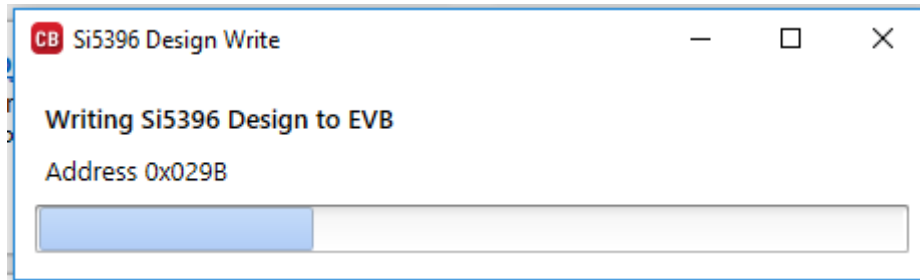 CB Si5396 Design Write
Writing Si5396 Design to EVB
Address 0x029B